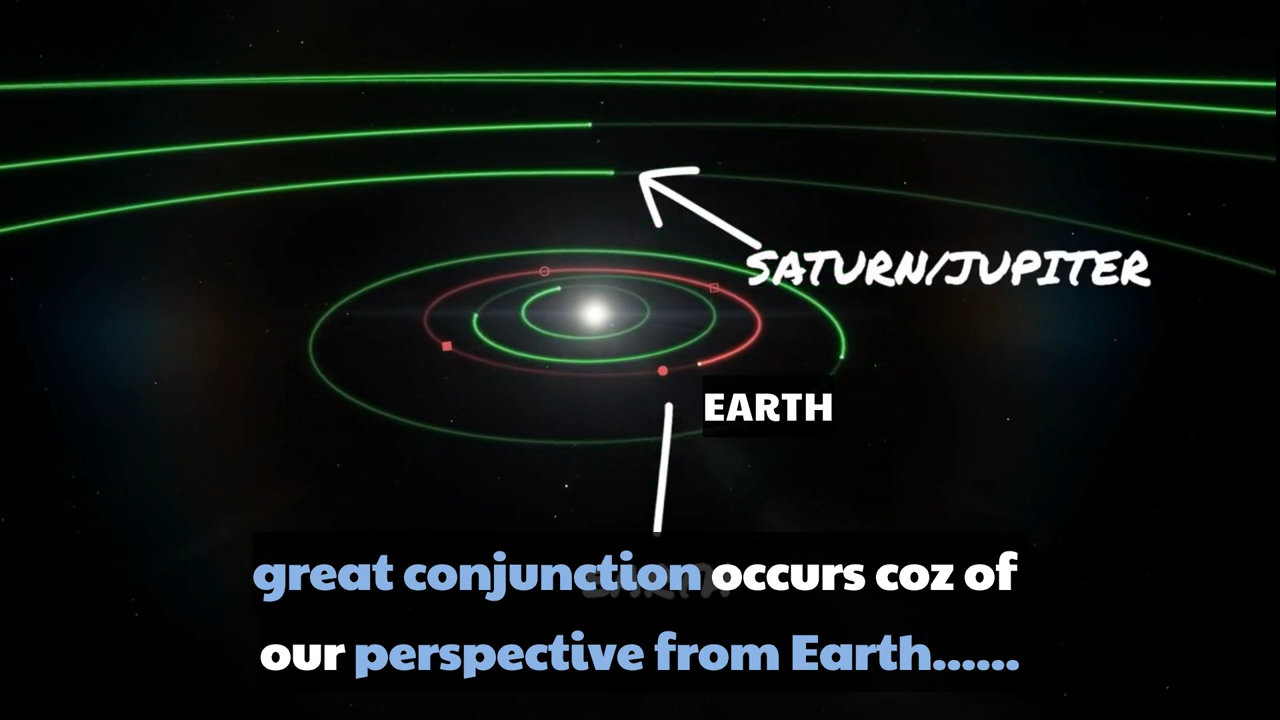 SATURN/JUPITER
EARTH
great conjunction occurs coz of
our perspective from Earth......